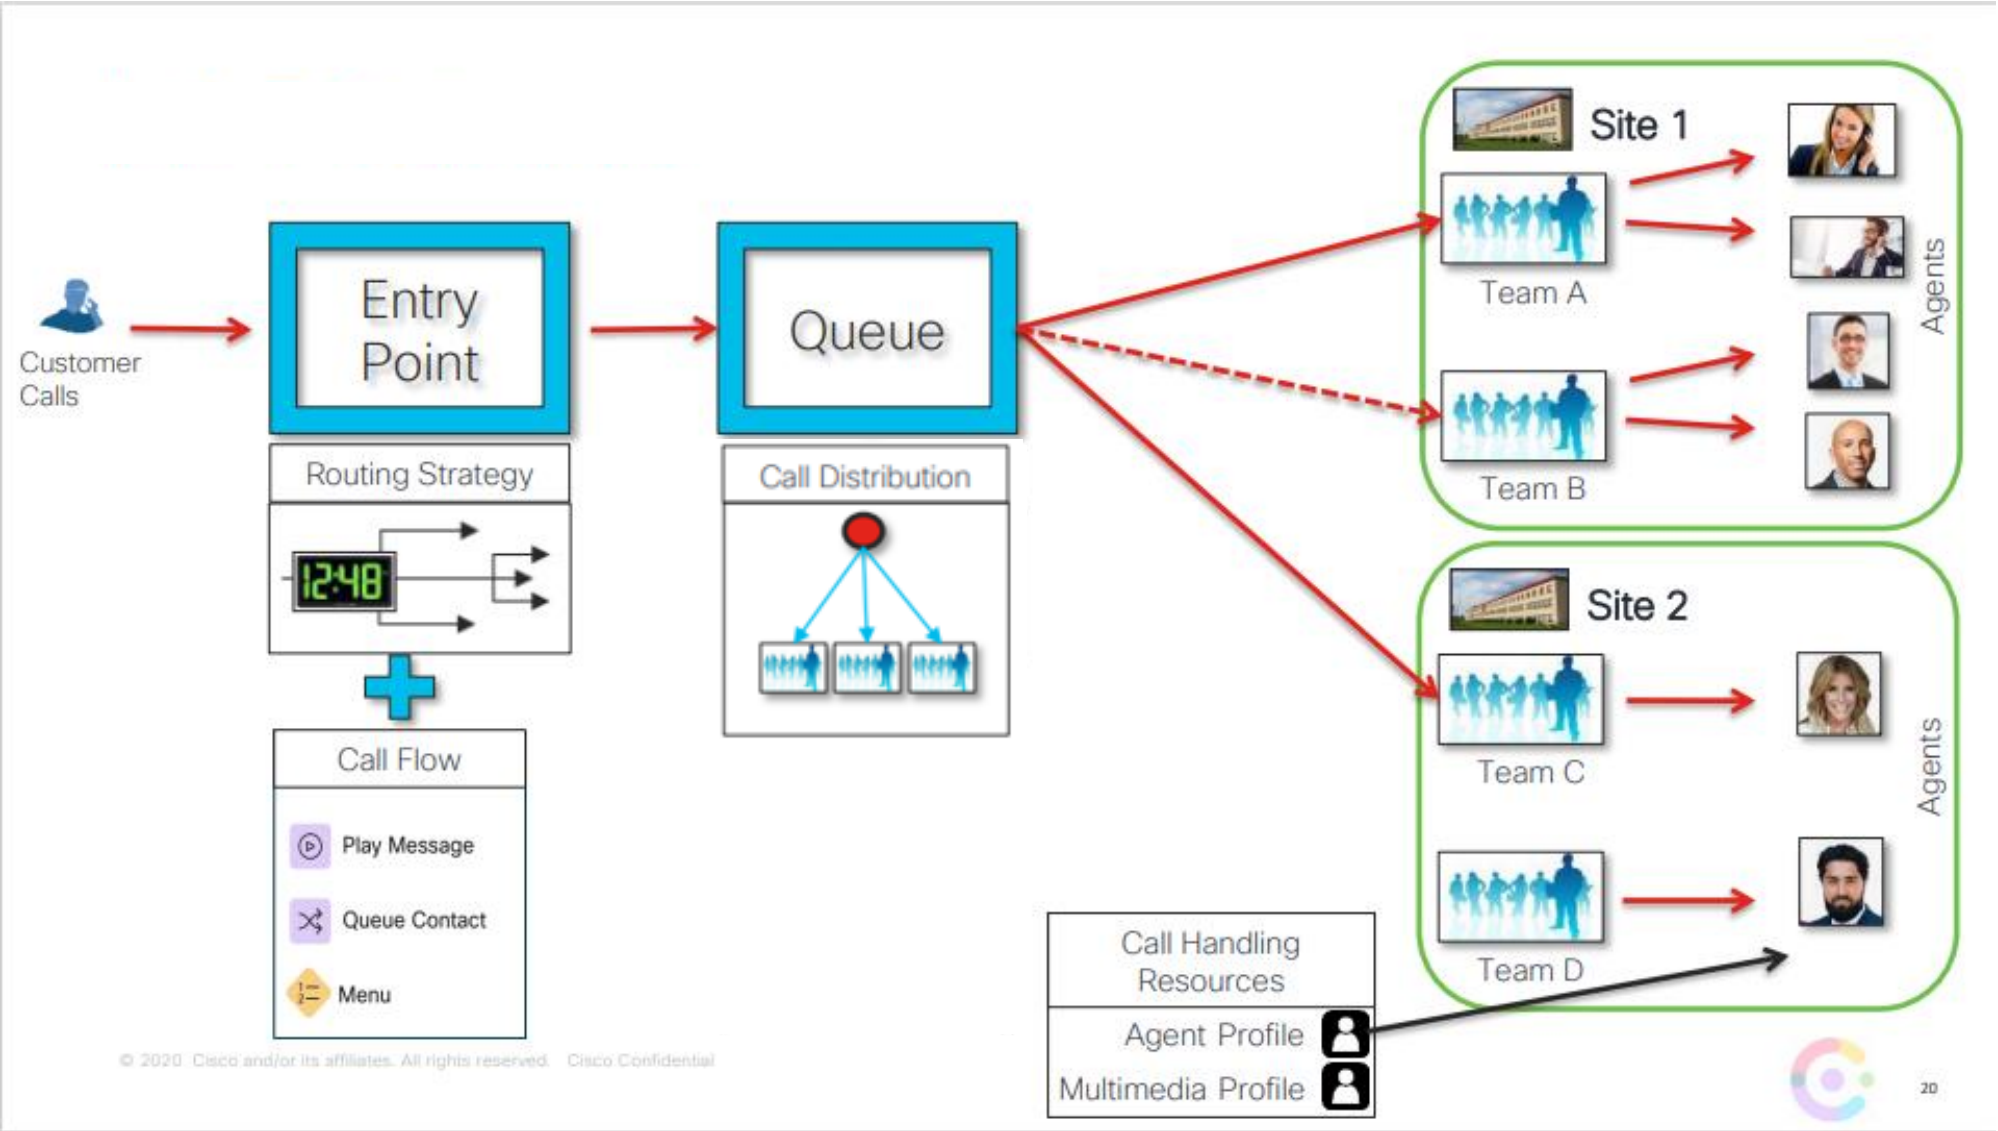 Customer
Calls
Entry
Point
Routing Strategy
12:48
Call Flow
Play Message
Queue Contact
1
2
Menu
Queue
Call Distribution
Site 1
Team A
Team B
Agents
Site 2
Team C
Team D
Agents
Call Handling
Resources
Agent Profile
Multimedia Profile
© 2020 Cisco and/or its affiliates. All rights reserved. Cisco Confidential
20